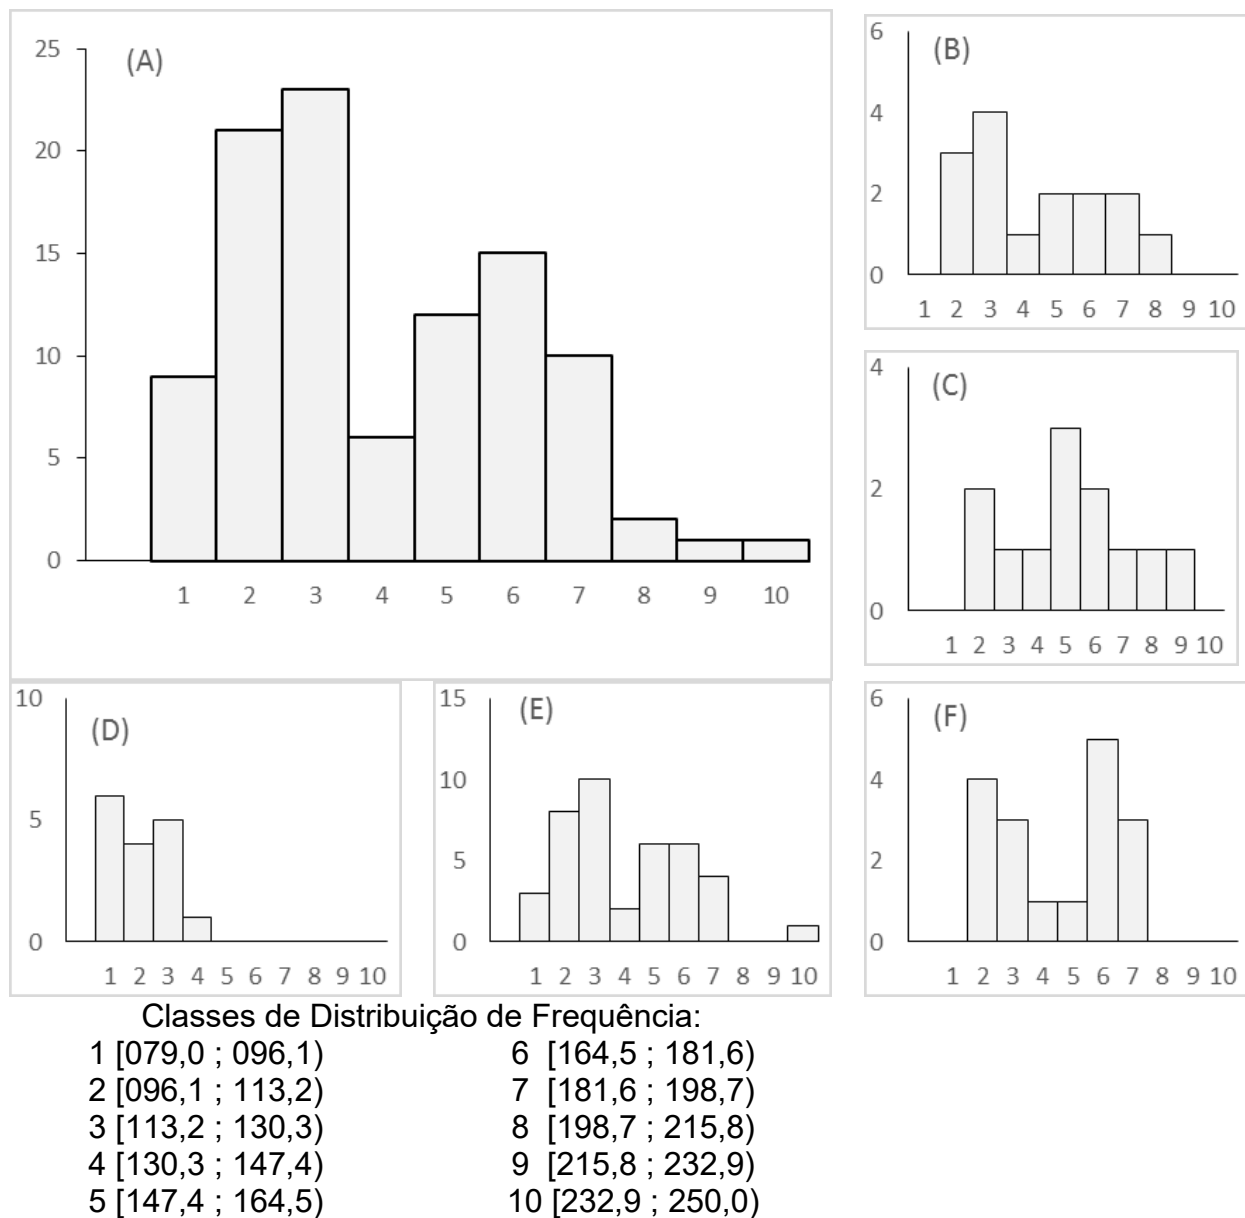 (A)
25
20
15
10
5
0
1 2 3 4 5 6 7 8 9 10
(B)
6
4
2
0
1 2 3 4 5 6 7 8 9 10
(C)
4
2
0
1 2 3 4 5 6 7 8 9 10
(D)
10
5
0
1 2 3 4 5 6 7 8 9 10
(E)
15
10
5
0
1 2 3 4 5 6 7 8 9 10
(F)
6
4
2
0
1 2 3 4 5 6 7 8 9 10
Classes de Distribuição de Frequência:
1 [079,0 ; 096,1)
2 [096,1 ; 113,2)
3 [113,2 ; 130,3)
4 [130,3 ; 147,4)
5 [147,4 ; 164,5)
6 [164,5 ; 181,6)
7 [181,6 ; 198,7)
8 [198,7 ; 215,8)
9 [215,8 ; 232,9)
10 [232,9 ; 250,0)